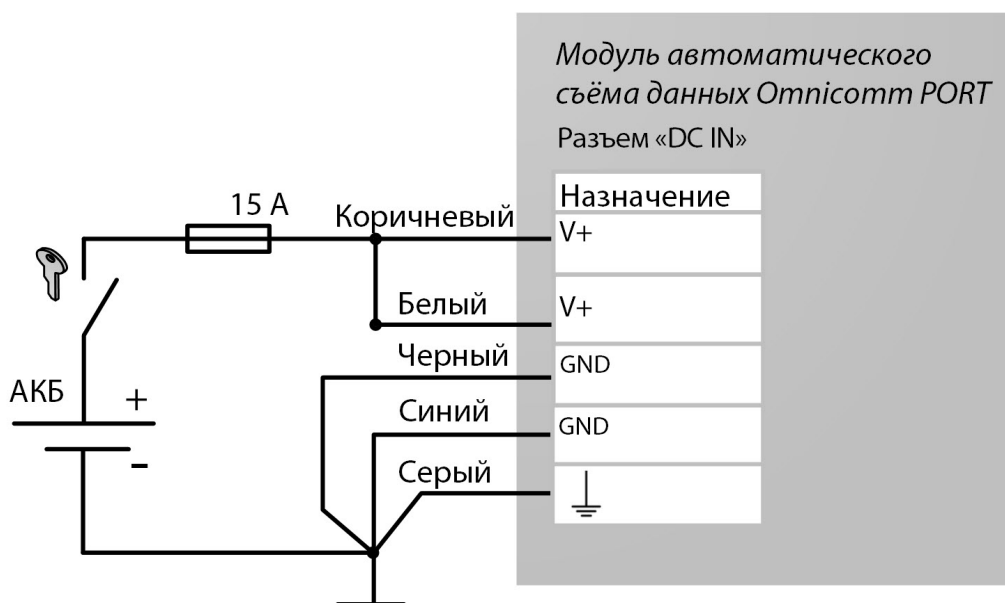 Модуль автоматического
съёма данных Omnicomm PORT
Разъем «DC IN»
Назначение
15 А
Коричневый
V+
Белый
V+
Черный
GND
АКБ
+
Синий
GND
-
Серый